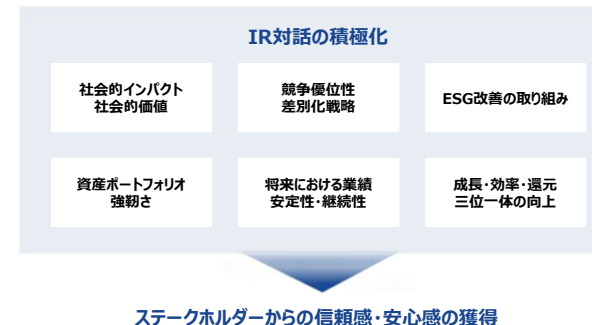 IR対話の積極化
社会的インパクト
社会的価値
競争優位性
差別化戦略
ESG改善の取り組み
資産ポートフォリオ
強靭さ
将来における業績
安定性・継続性
成長・効率・還元
三位一体の向上
ステークホルダーからの信頼感・安心感の獲得